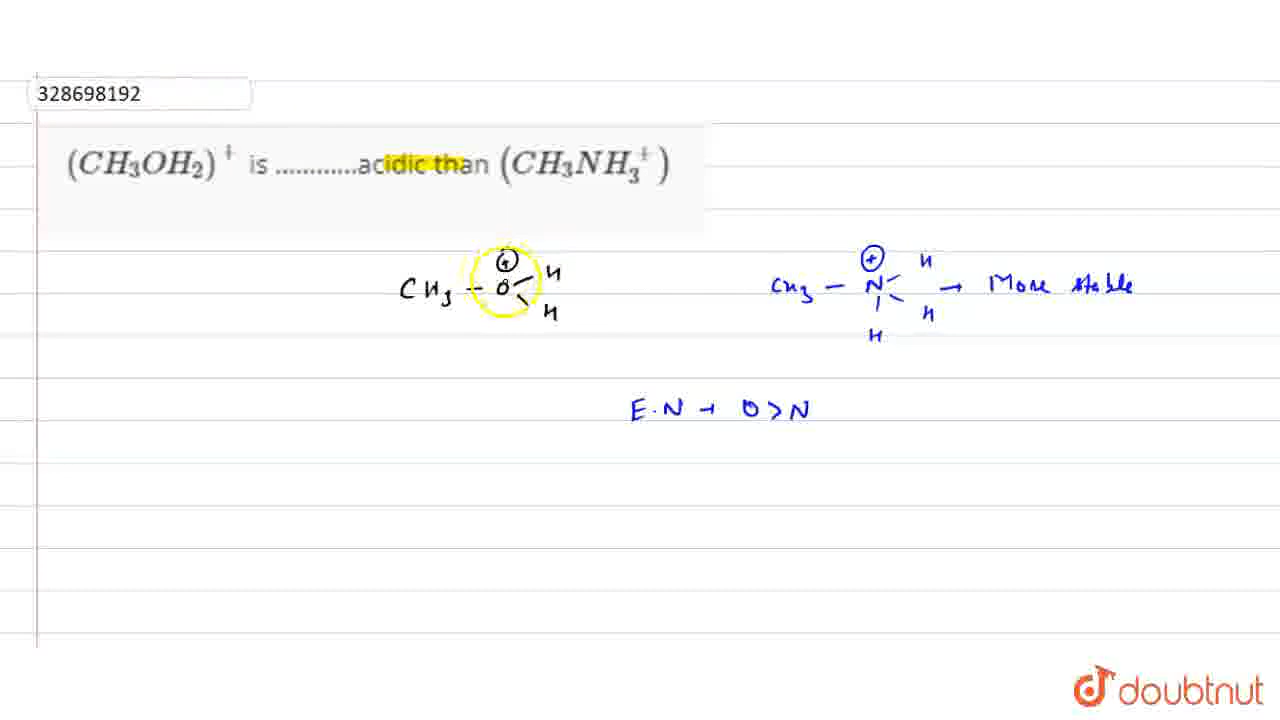 328698192
(CH₃OH₂)⁺ is ............acidic than (CH₃NH₃⁺)
⊕ H ⊕ H
CH₃ – O CH₃ – N → More stable
H H
H
E.N → O > N
doubtnut